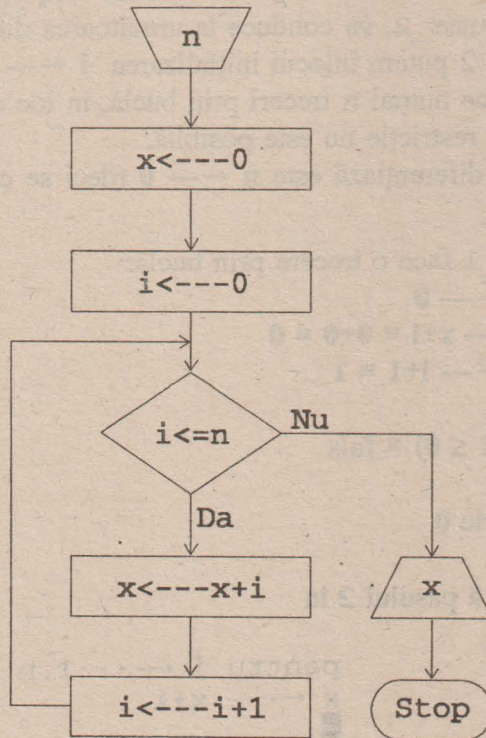 n
x<---0
i<---0
i<=n
Nu
Da
x<---x+i
x
i<---i+1
Stop